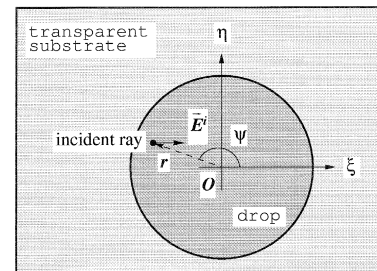 transparent
substrate
η
incident ray
E⃗ⁱ
ψ
r
O
ξ
drop